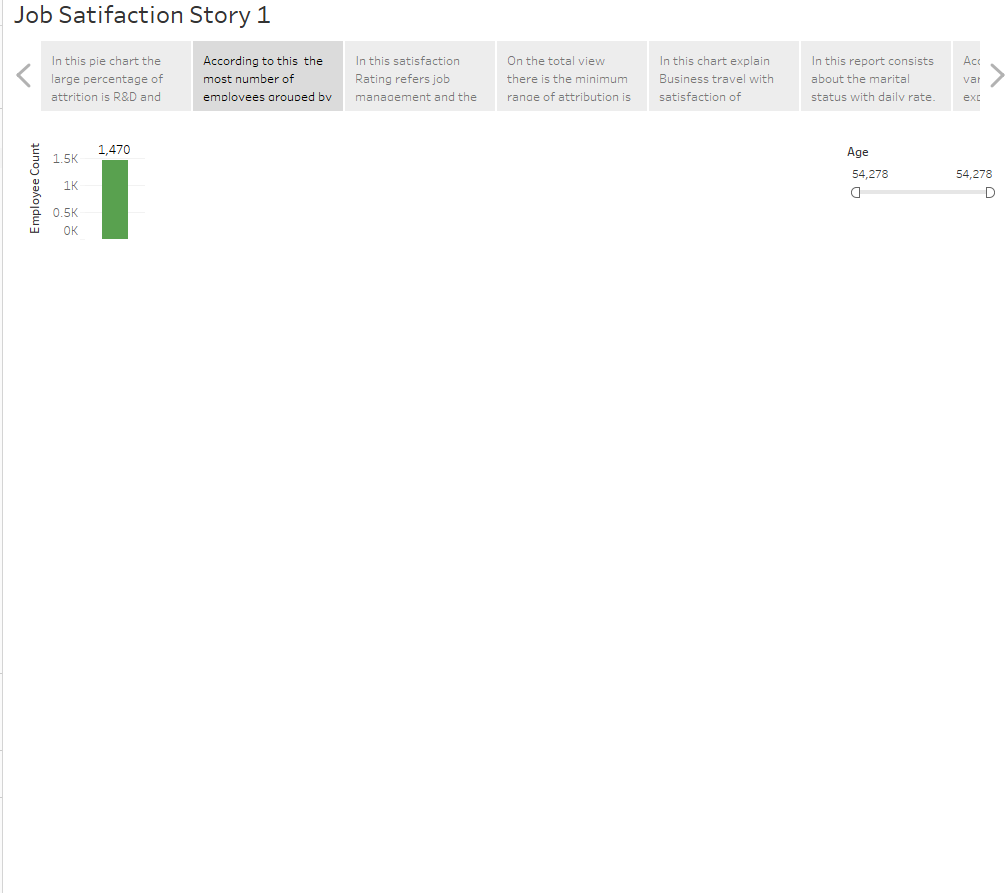 Job Satifaction Story 1
In this pie chart the
large percentage of
attrition is R&D and
According to this the
most number of
employees grouped by
In this satisfaction
Rating refers job
management and the
On the total view
there is the minimum
range of attribution is
In this chart explain
Business travel with
satisfaction of
In this report consists
about the marital
status with daily rate.
Employee Count
1,470
1.5K
1K
0.5K
0K
Age
54,278 54,278